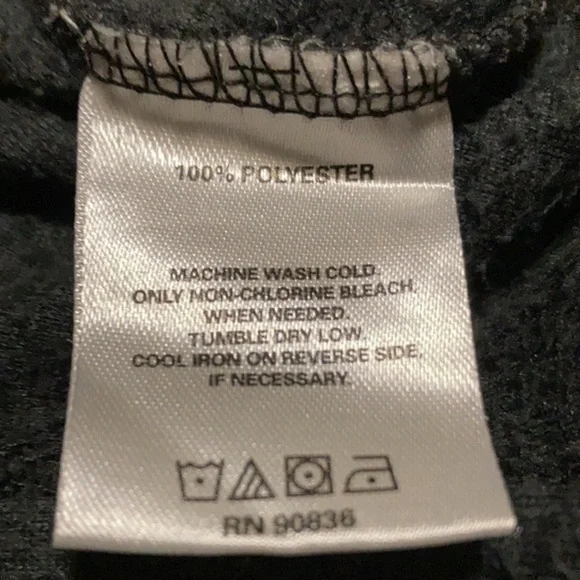 100% POLYESTER
MACHINE WASH COLD.
ONLY NON-CHLORINE BLEACH,
WHEN NEEDED.
TUMBLE DRY LOW.
COOL IRON ON REVERSE SIDE,
IF NECESSARY.
RN 90836